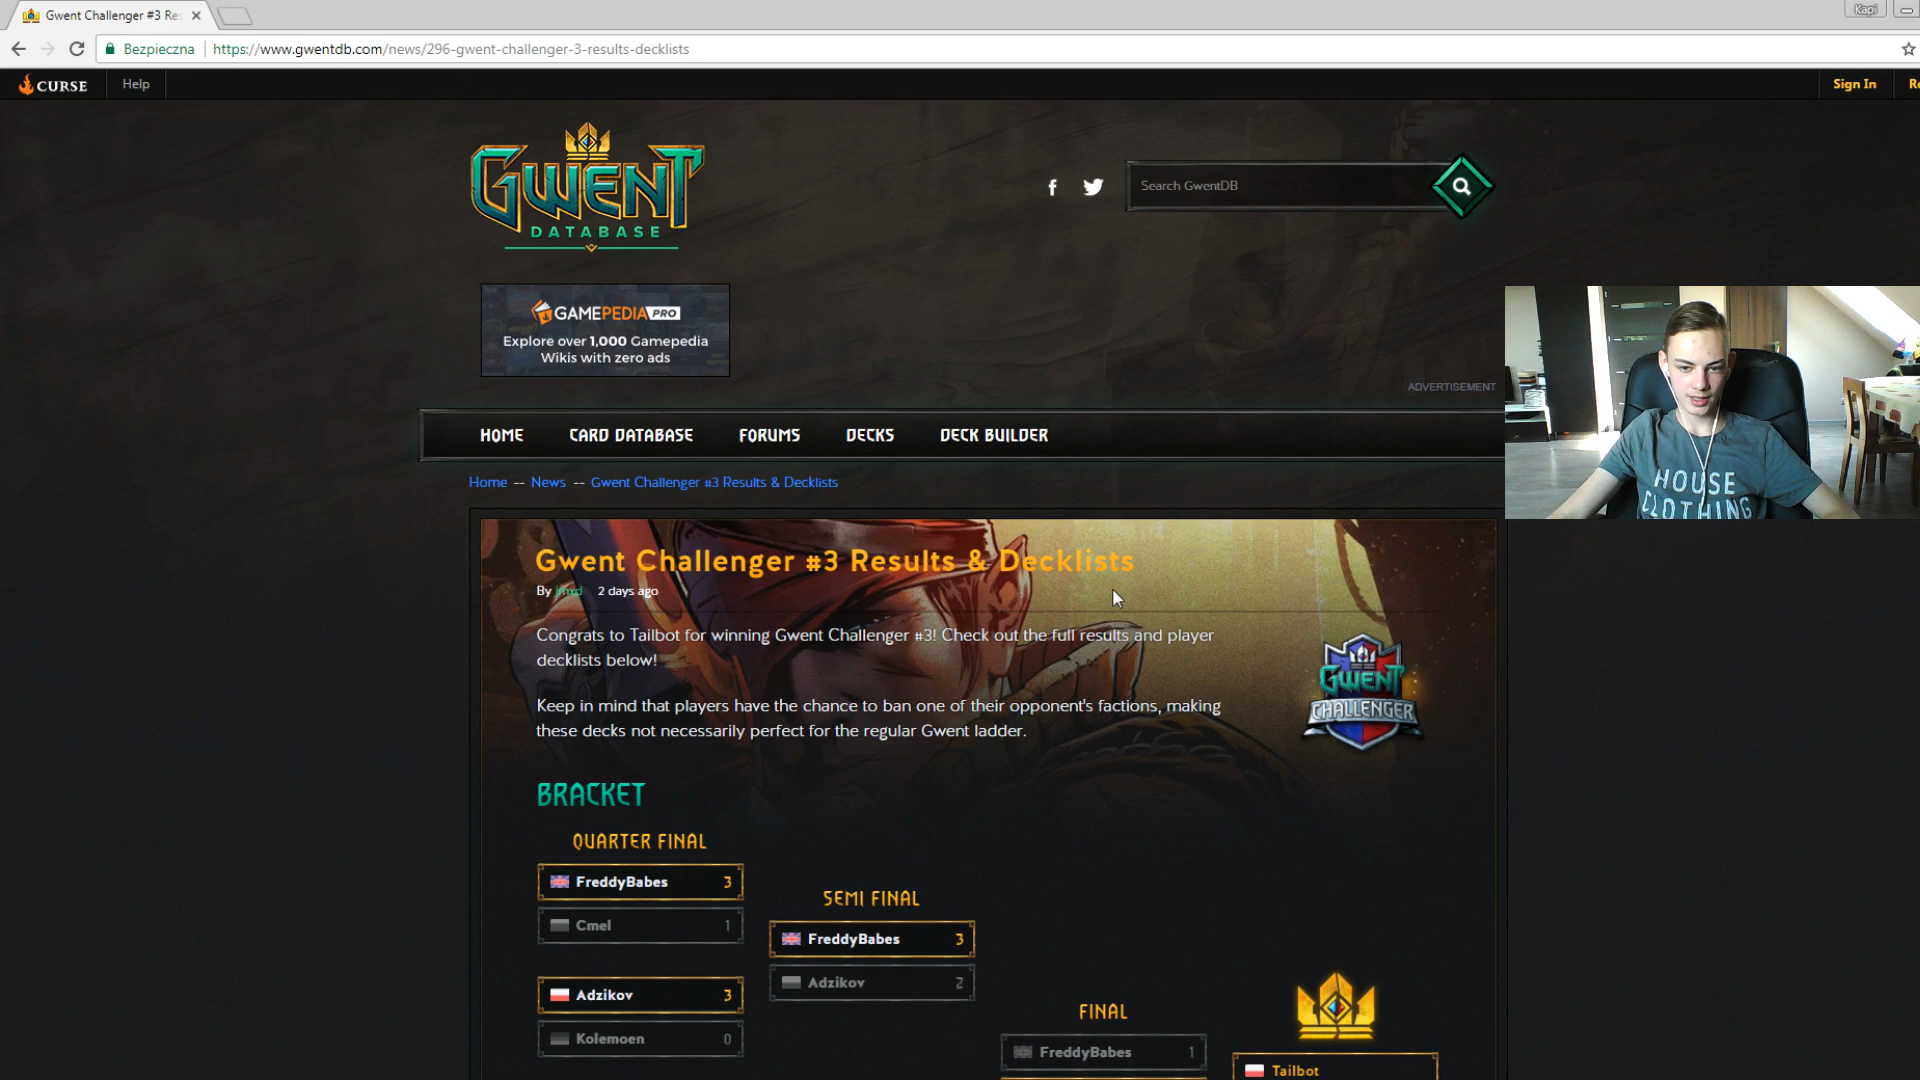 Gwent Challenger #3 Res
Kapi
Bezpieczna
https://www.gwentdb.com/news/296-gwent-challenger-3-results-decklists
CURSE
Help
Sign In
Re
GWENT
DATABASE
f
Search GwentDB
GAMEPEDIA PRO
Explore over 1,000 Gamepedia
Wikis with zero ads
ADVERTISEMENT
HOME
CARD DATABASE
FORUMS
DECKS
DECK BUILDER
Home -- News -- Gwent Challenger #3 Results & Decklists
HOUSE
CLOTHING
Gwent Challenger #3 Results & Decklists
By jmxd 2 days ago
Congrats to Tailbot for winning Gwent Challenger #3! Check out the full results and player
decklists below!
Keep in mind that players have the chance to ban one of their opponent's factions, making
these decks not necessarily perfect for the regular Gwent ladder.
GWENT
CHALLENGER
BRACKET
QUARTER FINAL
FreddyBabes 3
Cmel 1
Adzikov 3
Kolemoen 0
SEMI FINAL
FreddyBabes 3
Adzikov 2
FINAL
FreddyBabes 1
Tailbot